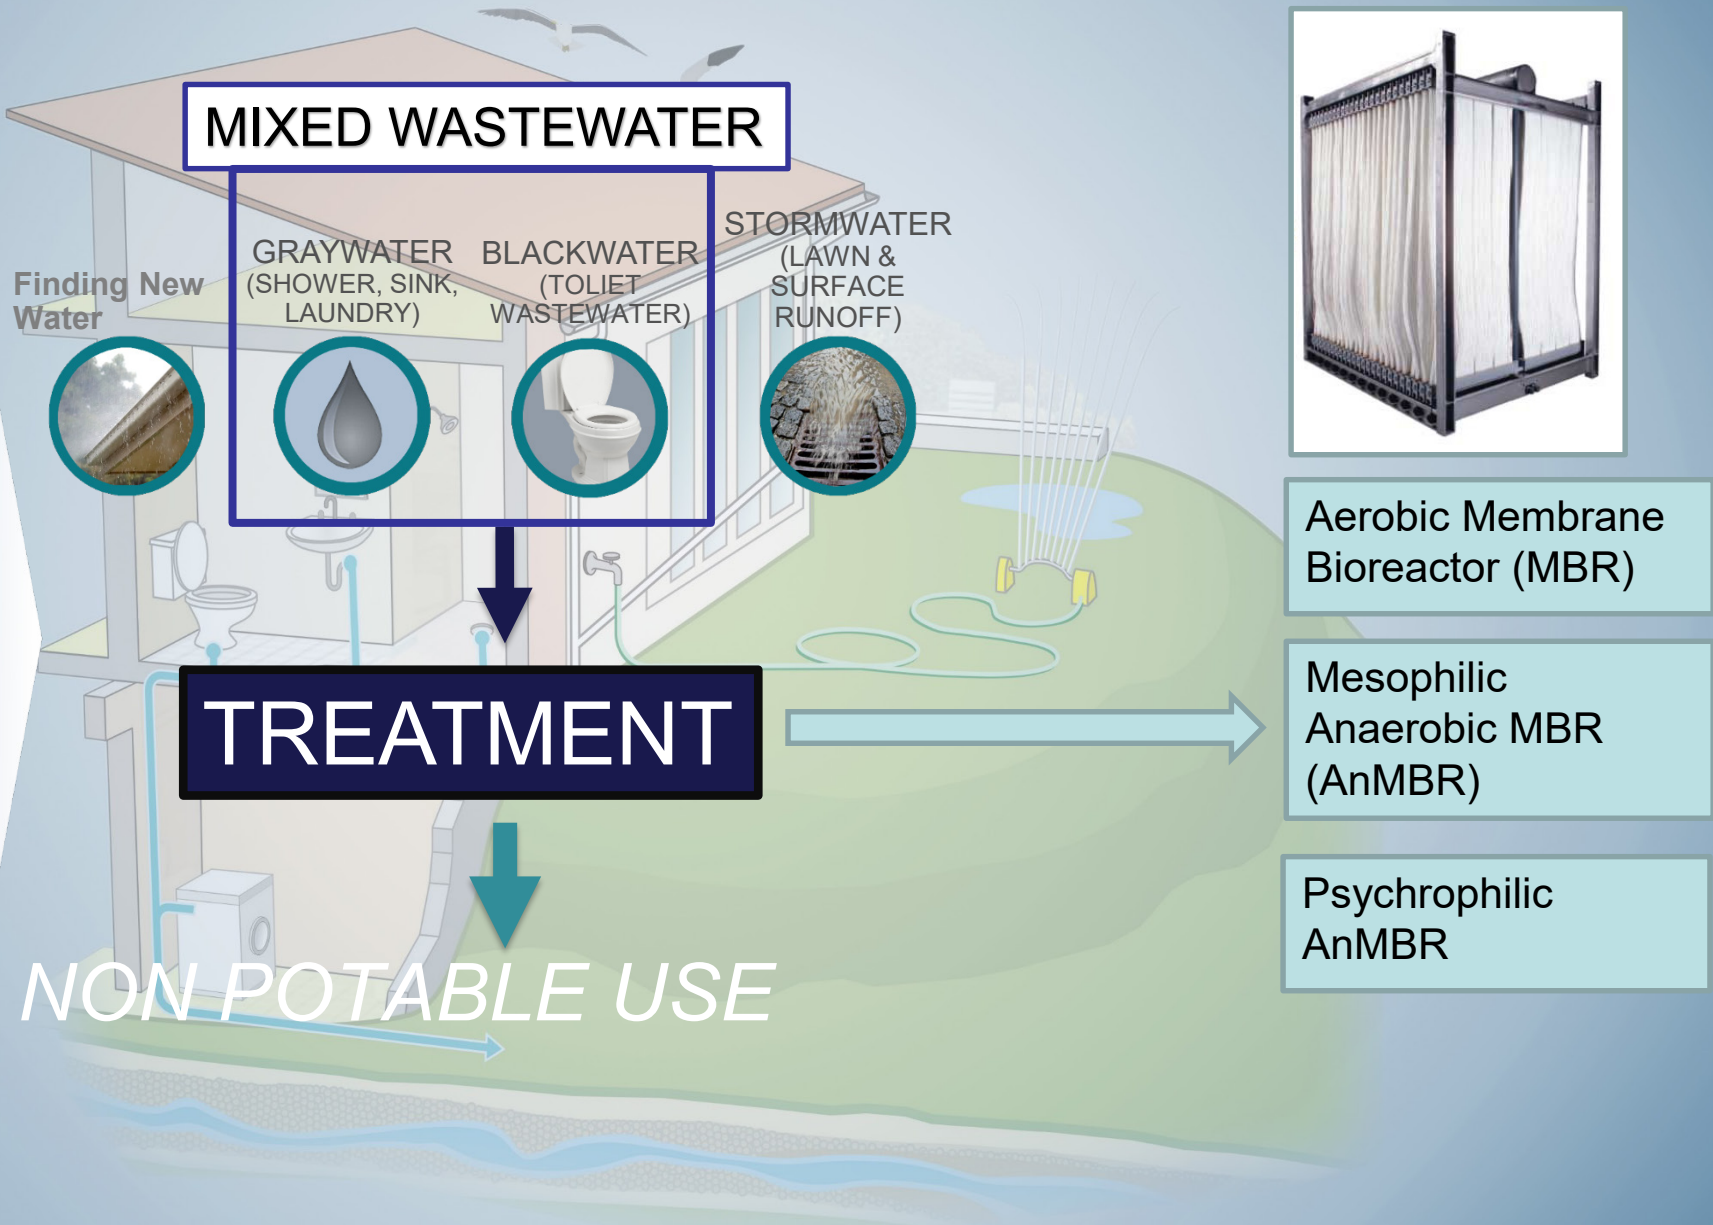 MIXED WASTEWATER
Finding New
Water
GRAYWATER
(SHOWER, SINK,
LAUNDRY)
BLACKWATER
(TOLIET
WASTEWATER)
STORMWATER
(LAWN &
SURFACE
RUNOFF)
TREATMENT
NON POTABLE USE
Aerobic Membrane
Bioreactor (MBR)
Mesophilic
Anaerobic MBR
(AnMBR)
Psychrophilic
AnMBR